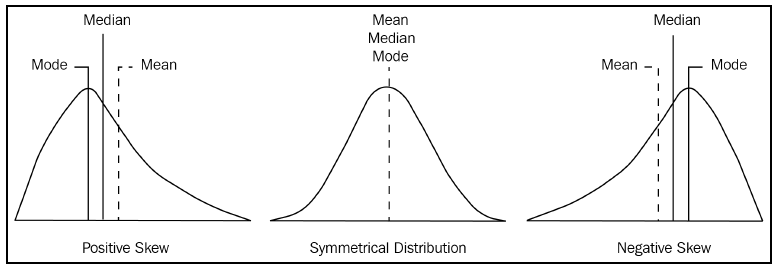 Median
Mode
Mean
Positive Skew
Mean
Median
Mode
Symmetrical Distribution
Median
Mean
Mode
Negative Skew